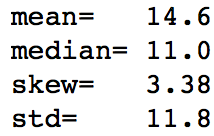 mean= 14.6
median= 11.0
skew= 3.38
std= 11.8